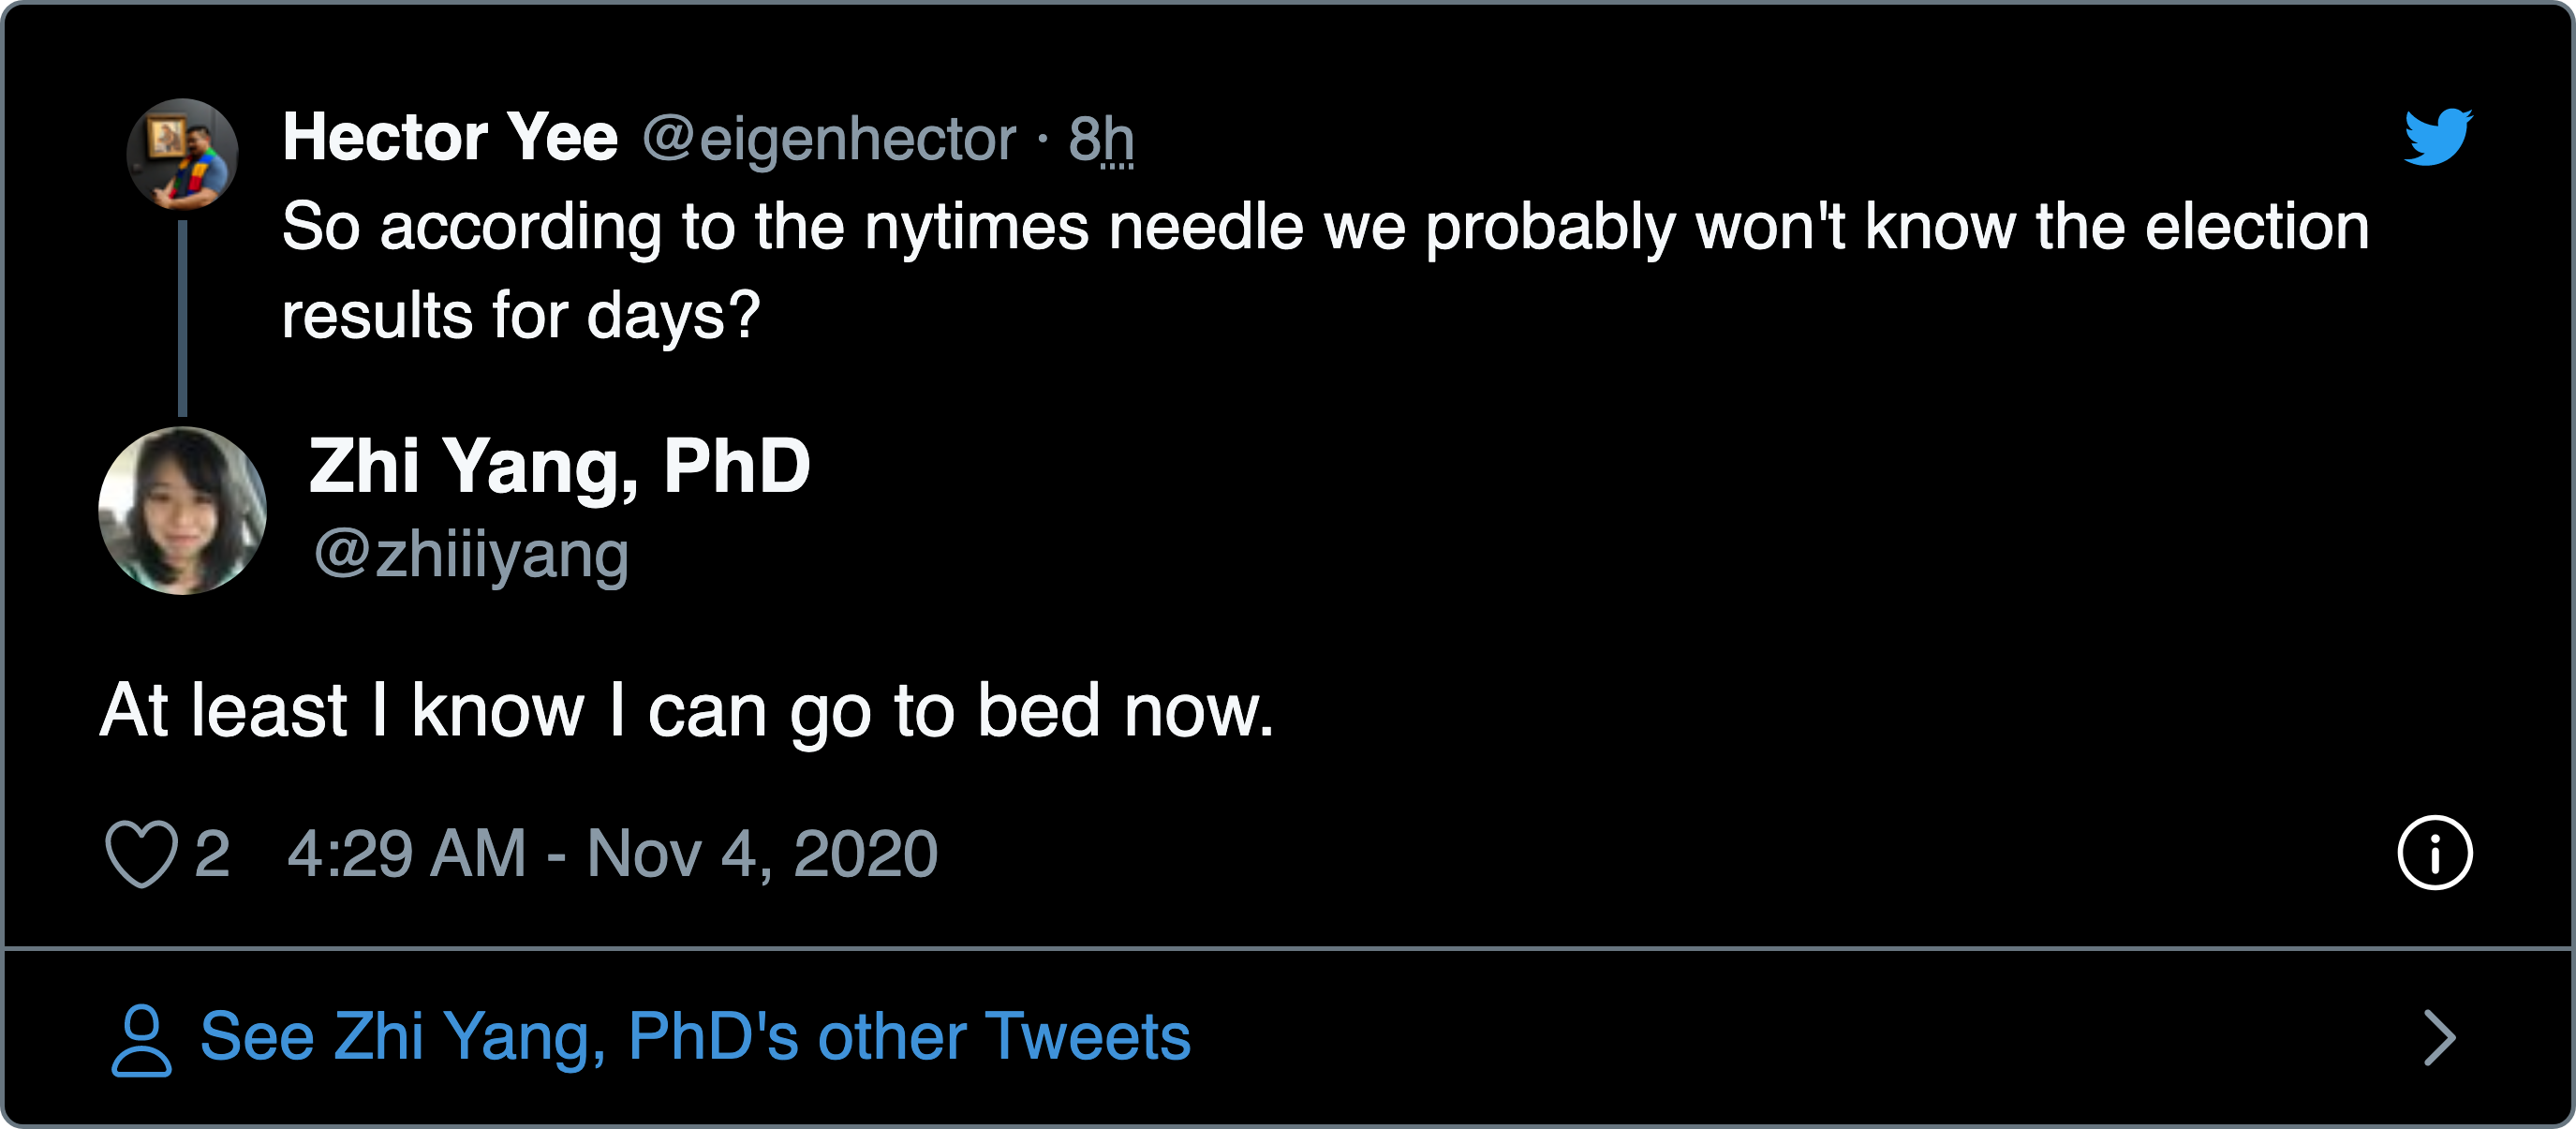 Hector Yee @eigenhector · 8h
So according to the nytimes needle we probably won't know the election
results for days?
Zhi Yang, PhD
@zhiiiyang
At least I know I can go to bed now.
2 4:29 AM - Nov 4, 2020
See Zhi Yang, PhD's other Tweets